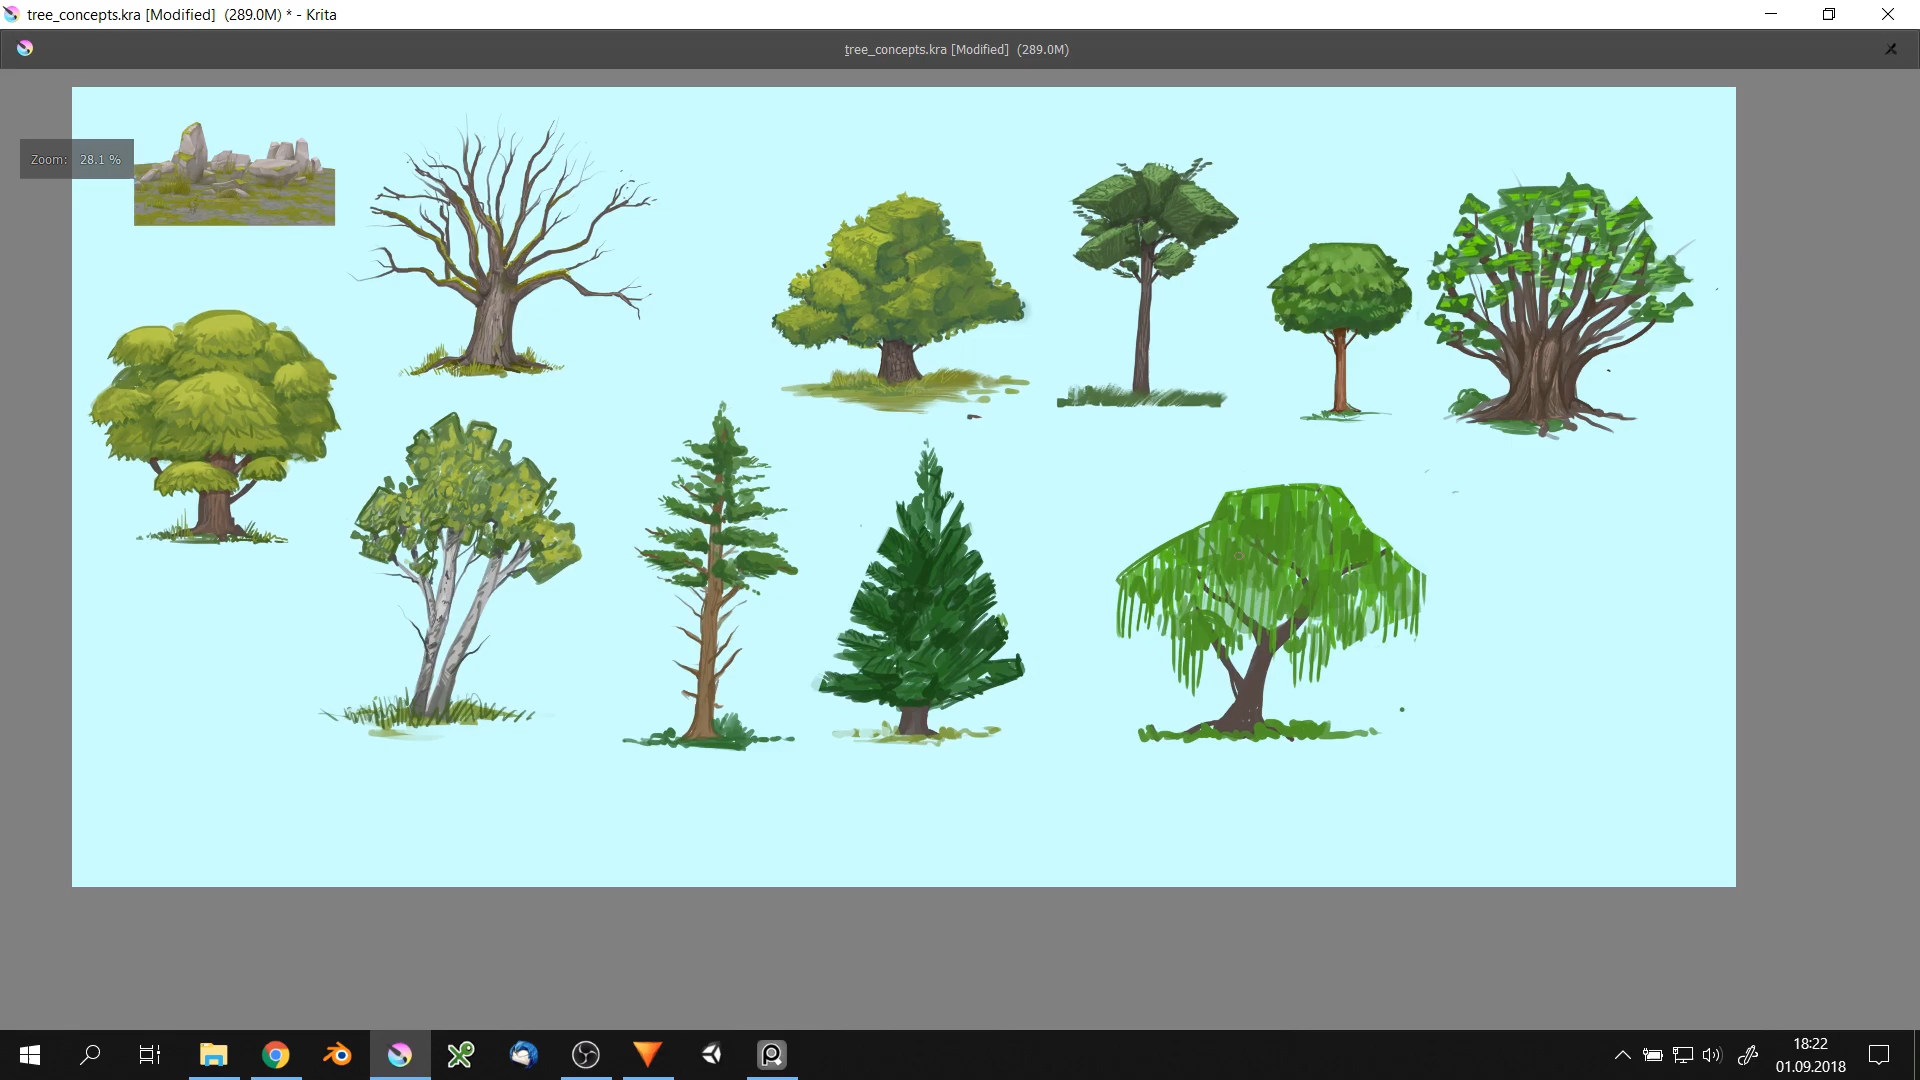 tree_concepts.kra [Modified]  (289.0M) * - Krita
tree_concepts.kra [Modified]  (289.0M)
Zoom:   28.1 %
18:22
01.09.2018